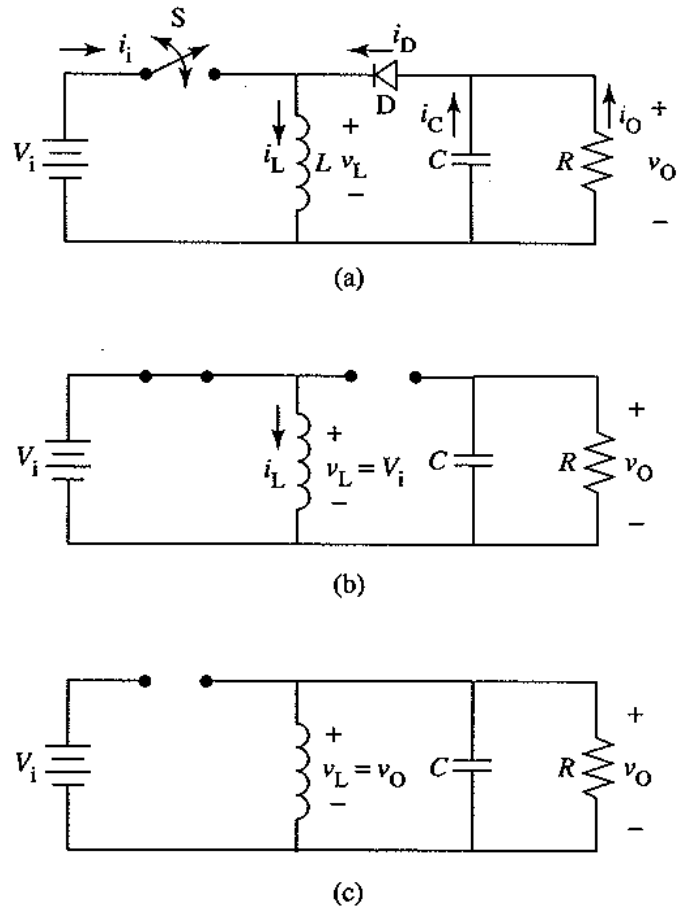 S
i_i
i_D
D
V_i
i_L
L
v_L
+
−
i_C
C
R
i_O
+
v_O
−
(a)
V_i
i_L
+
v_L = V_i
−
C
R
+
v_O
−
(b)
V_i
+
v_L = v_O
−
C
R
+
v_O
−
(c)